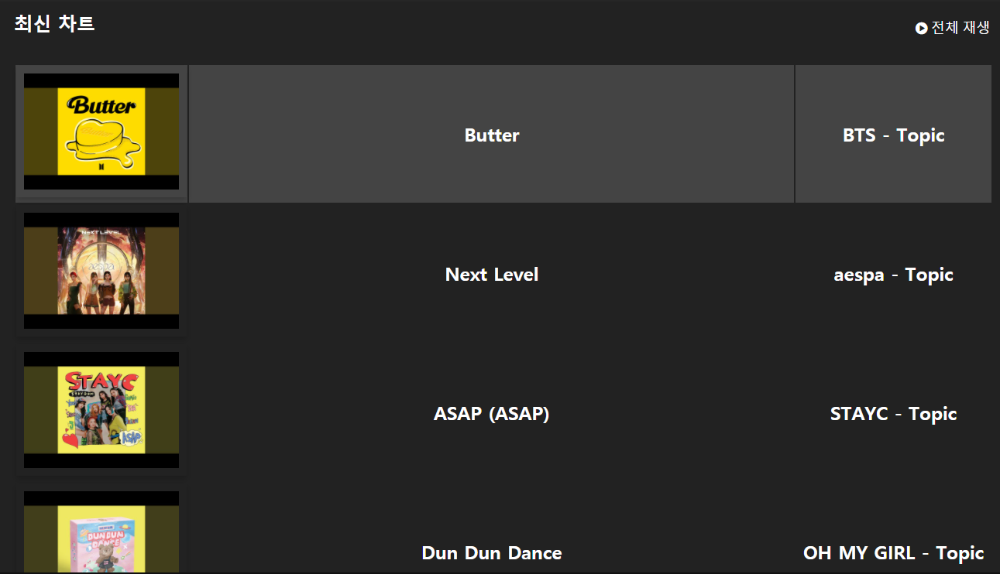 최신 차트
전체 재생
Butter
Butter
BTS - Topic
NEXT LEVEL
aespa
Next Level
aespa - Topic
STAYC
STAYDOM
ASAP
ASAP (ASAP)
STAYC - Topic
DUN DUN
DANCE
Dun Dun Dance
OH MY GIRL - Topic